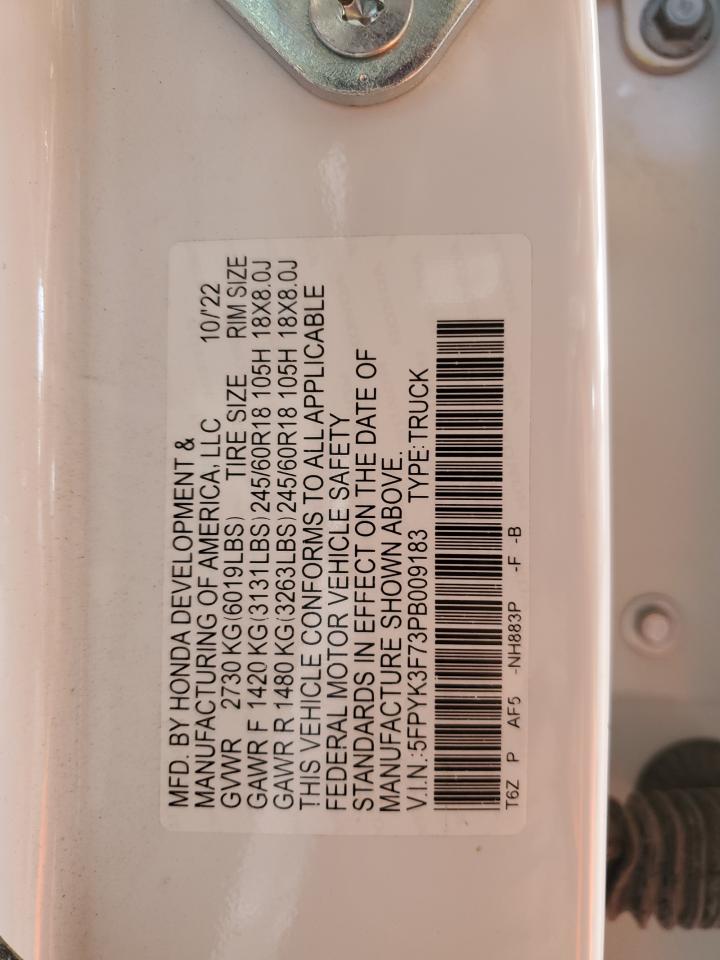 MFD. BY HONDA DEVELOPMENT &
MANUFACTURING OF AMERICA, LLC 10/'22
GVWR 2730 KG(6019LBS) TIRE SIZE RIM SIZE
GAWR F 1420 KG(3131LBS)245/60R18 105H 18X8.0J
GAWR R 1480 KG(3263LBS)245/60R18 105H 18X8.0J
THIS VEHICLE CONFORMS TO ALL APPLICABLE
FEDERAL MOTOR VEHICLE SAFETY
STANDARDS IN EFFECT ON THE DATE OF
MANUFACTURE SHOWN ABOVE.
V.I.N.:5FPYK3F73PB009183 TYPE:TRUCK
T6Z P AF5 -NH883P -F -B